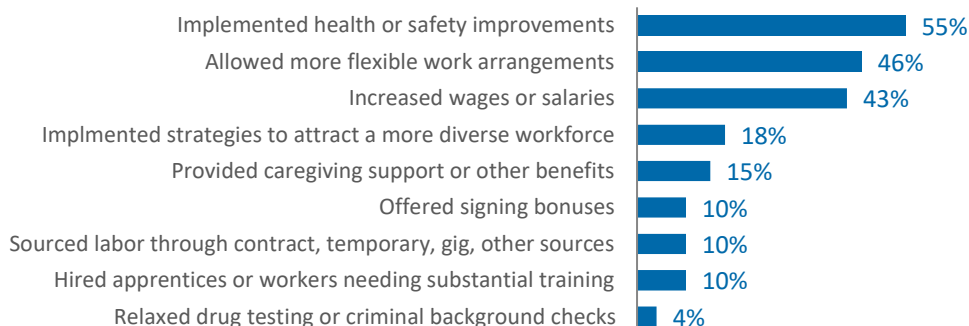 Implemented health or safety improvements 55%
Allowed more flexible work arrangements 46%
Increased wages or salaries 43%
Implmented strategies to attract a more diverse workforce 18%
Provided caregiving support or other benefits 15%
Offered signing bonuses 10%
Sourced labor through contract, temporary, gig, other sources 10%
Hired apprentices or workers needing substantial training 10%
Relaxed drug testing or criminal background checks 4%